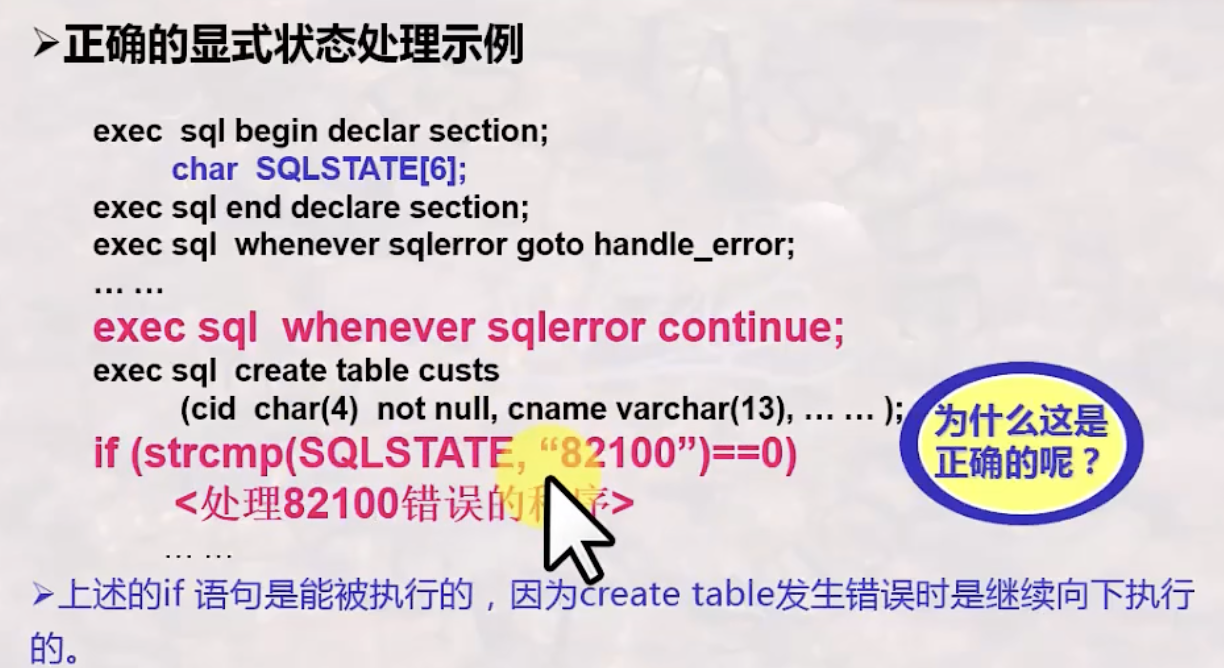 ➢正确的显式状态处理示例
exec sql begin declar section;
char SQLSTATE[6];
exec sql end declare section;
exec sql whenever sqlerror goto handle_error;
… …
exec sql whenever sqlerror continue;
exec sql create table custs
(cid char(4) not null, cname varchar(13), … … );
if (strcmp(SQLSTATE, “82100”)==0)
<处理82100错误的程序>
… …
为什么这是
正确的呢？
➢上述的if 语句是能被执行的，因为create table发生错误时是继续向下执行
的。